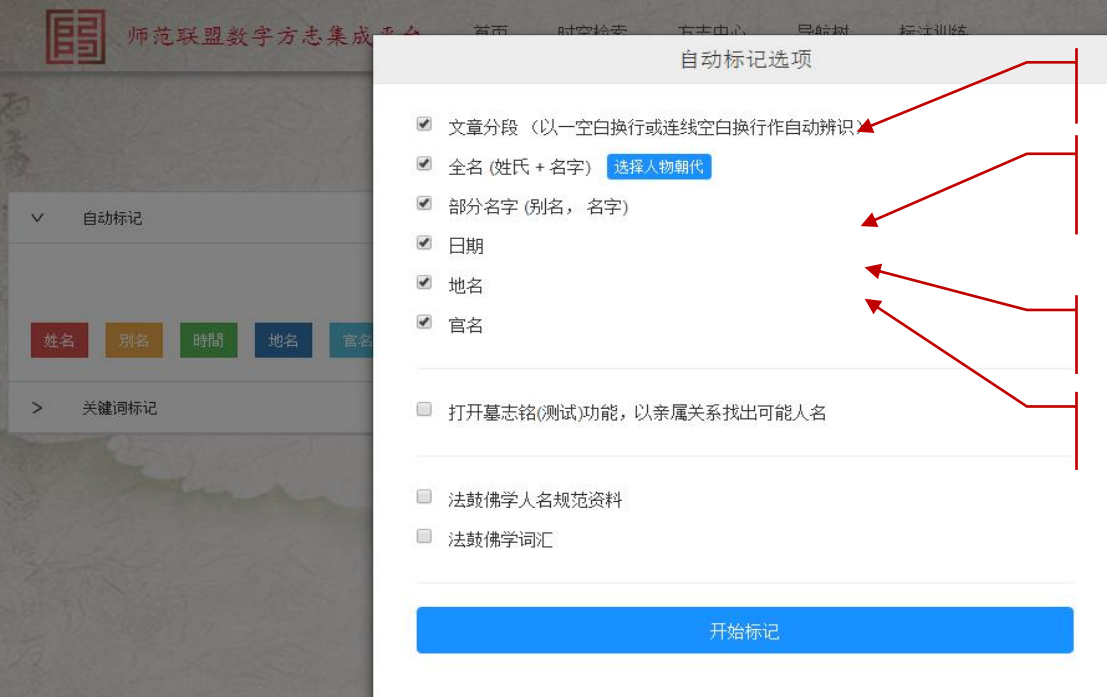 师范联盟数字方志集成平台 首页 时空检索 方志中心 导航树 标注训练
自动标记选项
文章分段 (以一空白换行或连线空白换行作自动辨识)
全名 (姓氏 + 名字) 选择人物朝代
部分名字 (别名, 名字)
日期
地名
官名
打开墓志铭(测试)功能,以亲属关系找出可能人名
法鼓佛学人名规范资料
法鼓佛学词汇
开始标记
自动标记
姓名 别名 時間 地名 官名
关键词标记